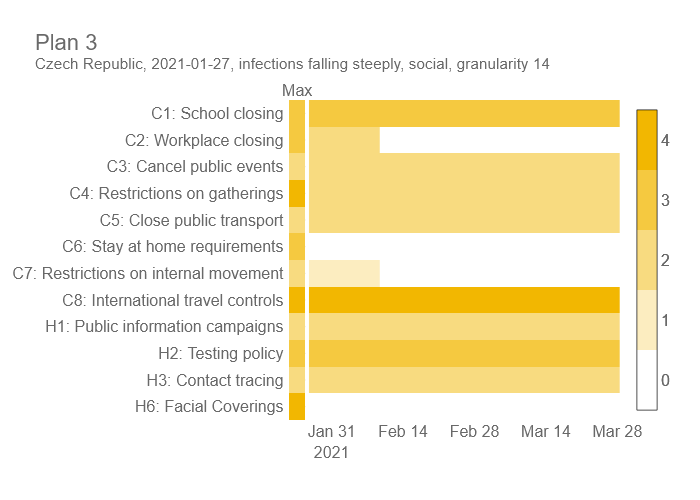 Plan 3
Czech Republic, 2021-01-27, infections falling steeply, social, granularity 14
Max
C1: School closing
C2: Workplace closing
C3: Cancel public events
C4: Restrictions on gatherings
C5: Close public transport
C6: Stay at home requirements
C7: Restrictions on internal movement
C8: International travel controls
H1: Public information campaigns
H2: Testing policy
H3: Contact tracing
H6: Facial Coverings
4
3
2
1
0
Jan 31 Feb 14 Feb 28 Mar 14 Mar 28
2021